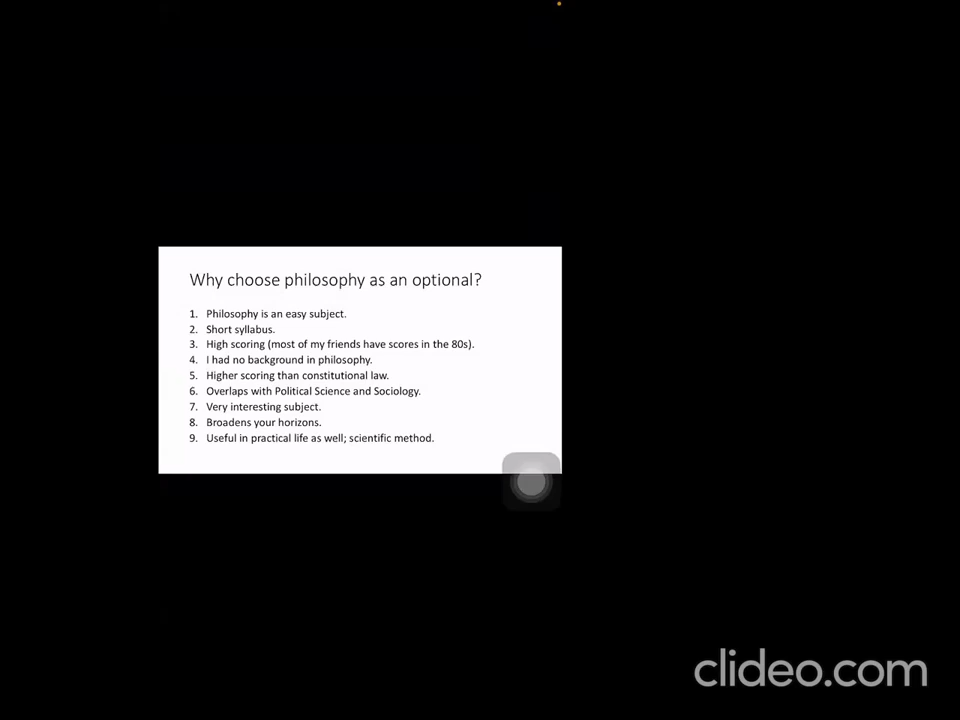 Why choose philosophy as an optional?
1. Philosophy is an easy subject.
2. Short syllabus.
3. High scoring (most of my friends have scores in the 80s).
4. I had no background in philosophy.
5. Higher scoring than constitutional law.
6. Overlaps with Political Science and Sociology.
7. Very interesting subject.
8. Broadens your horizons.
9. Useful in practical life as well; scientific method.
clideo.com